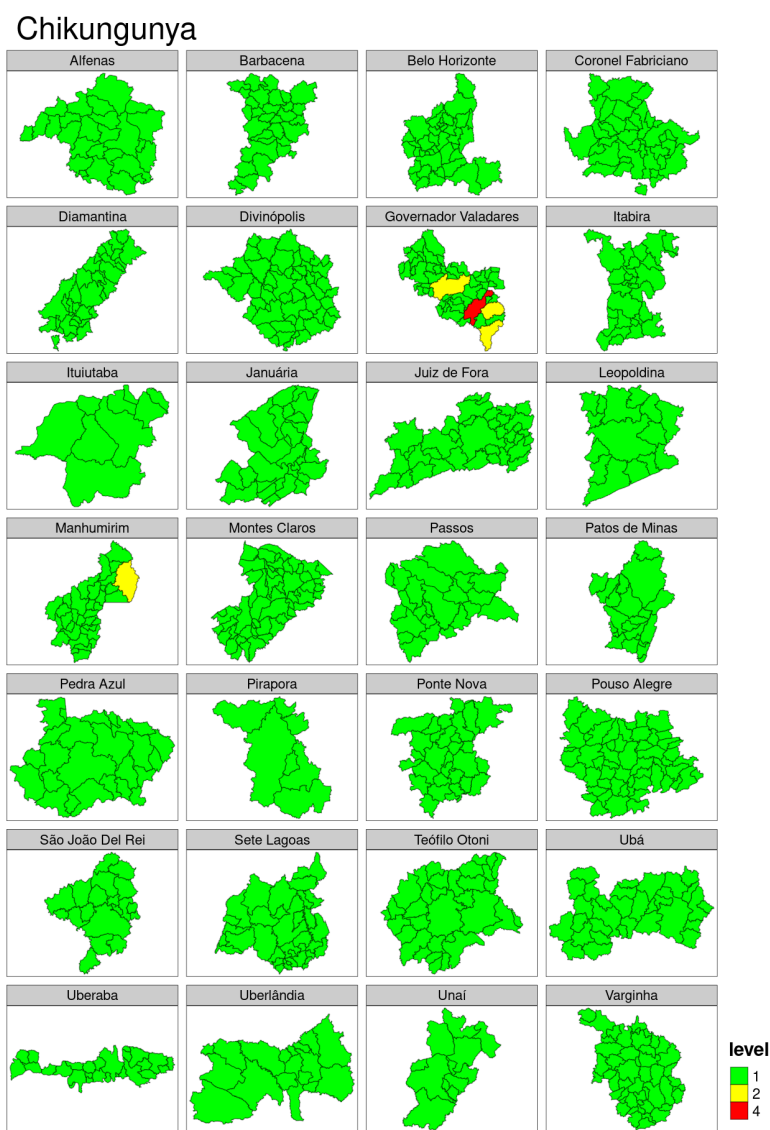 Chikungunya
Alfenas
Barbacena
Belo Horizonte
Coronel Fabriciano
Diamantina
Divinópolis
Governador Valadares
Itabira
Ituiutaba
Januária
Juiz de Fora
Leopoldina
Manhumirim
Montes Claros
Passos
Patos de Minas
Pedra Azul
Pirapora
Ponte Nova
Pouso Alegre
São João Del Rei
Sete Lagoas
Teófilo Otoni
Ubá
Uberaba
Uberlândia
Unaí
Varginha
level
1
2
4